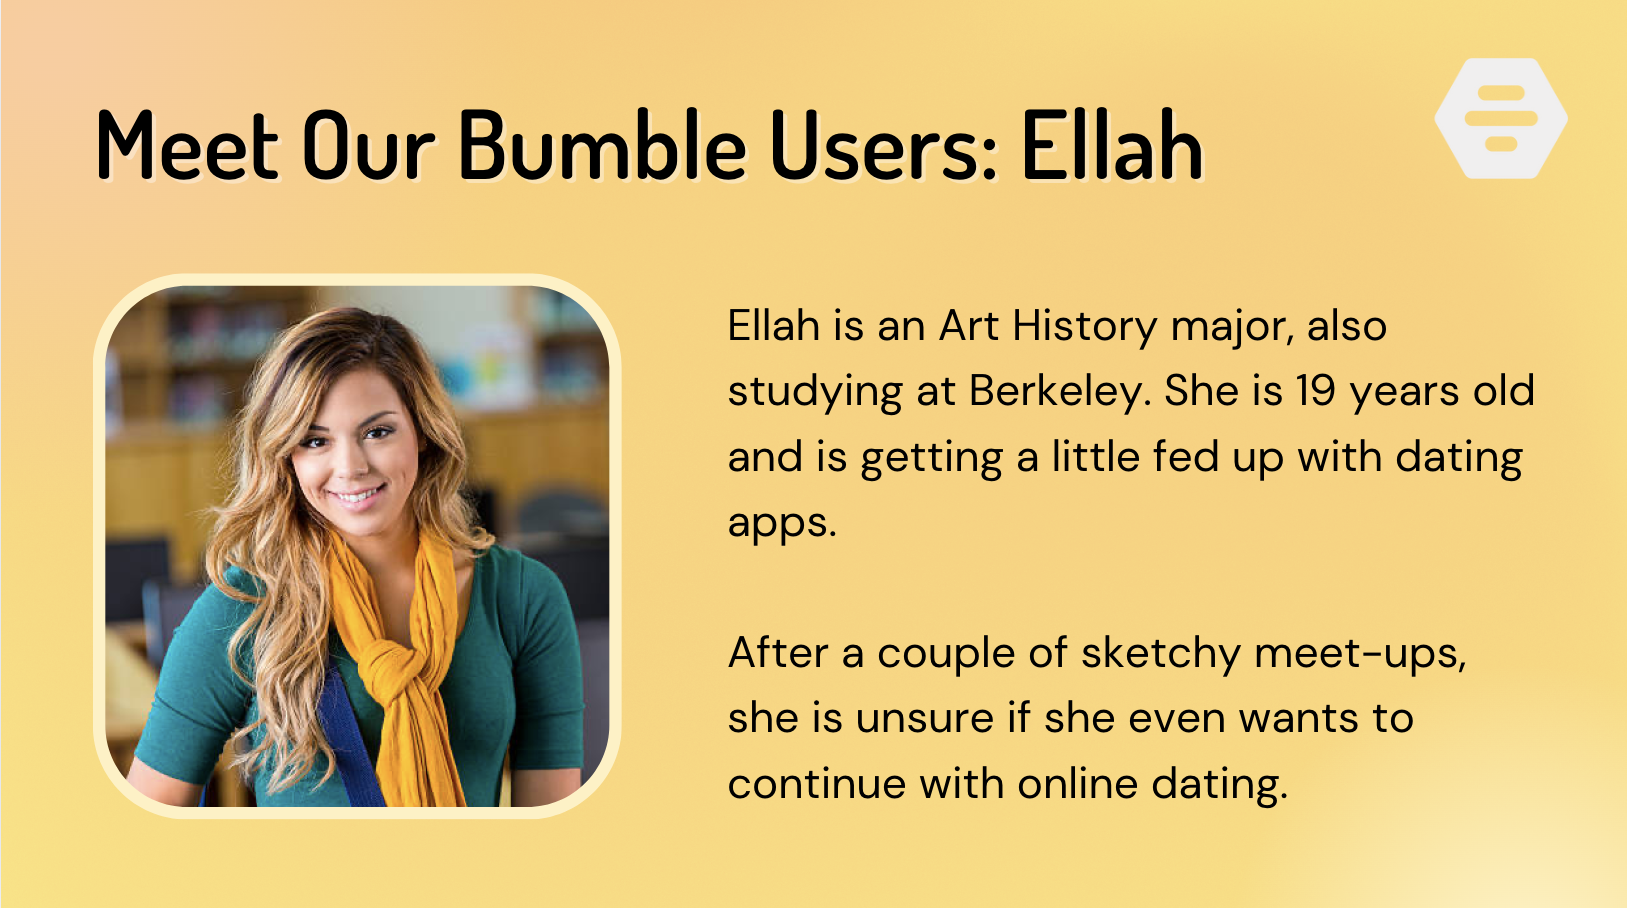 Meet Our Bumble Users: Ellah
Ellah is an Art History major, also
studying at Berkeley. She is 19 years old
and is getting a little fed up with dating
apps.
After a couple of sketchy meet-ups,
she is unsure if she even wants to
continue with online dating.